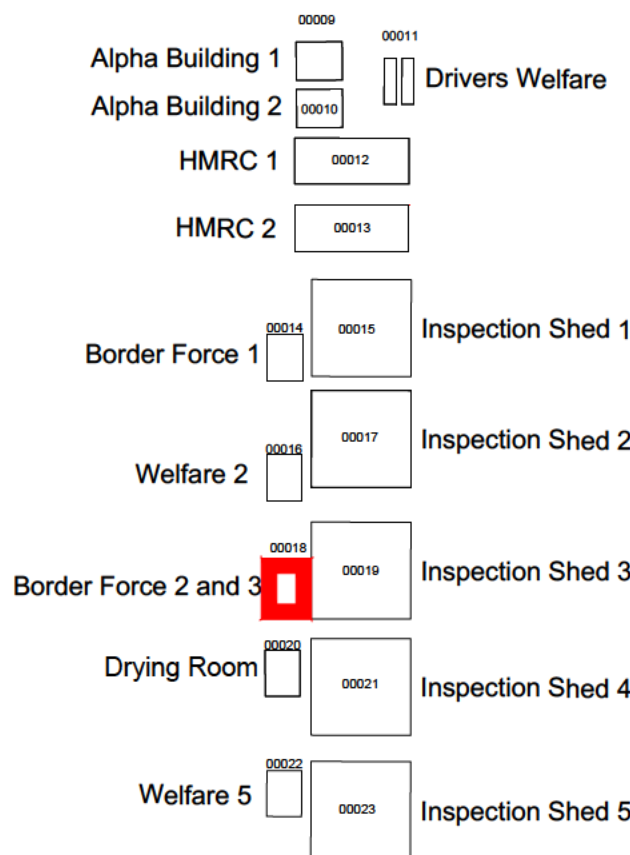 00009
00011
Alpha Building 1
Drivers Welfare
Alpha Building 2
00010
HMRC 1
00012
HMRC 2
00013
00014
00015
Inspection Shed 1
Border Force 1
00017
Inspection Shed 2
00016
Welfare 2
00018
00019
Inspection Shed 3
Border Force 2 and 3
00020
Drying Room
00021
Inspection Shed 4
00022
Welfare 5
00023
Inspection Shed 5